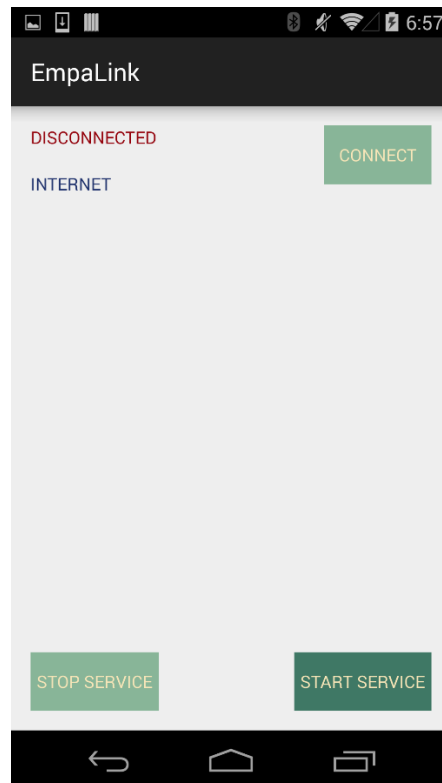 6:57
EmpaLink
DISCONNECTED
CONNECT
INTERNET
STOP SERVICE
START SERVICE